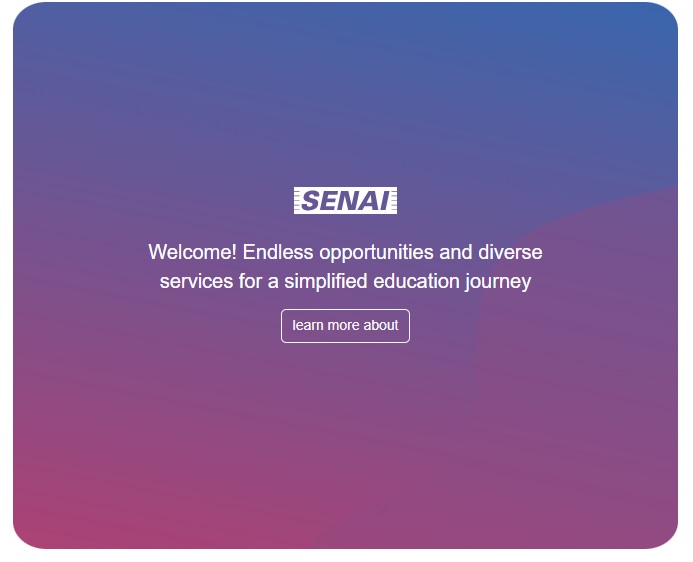 SENAI
Welcome! Endless opportunities and diverse
services for a simplified education journey
learn more about